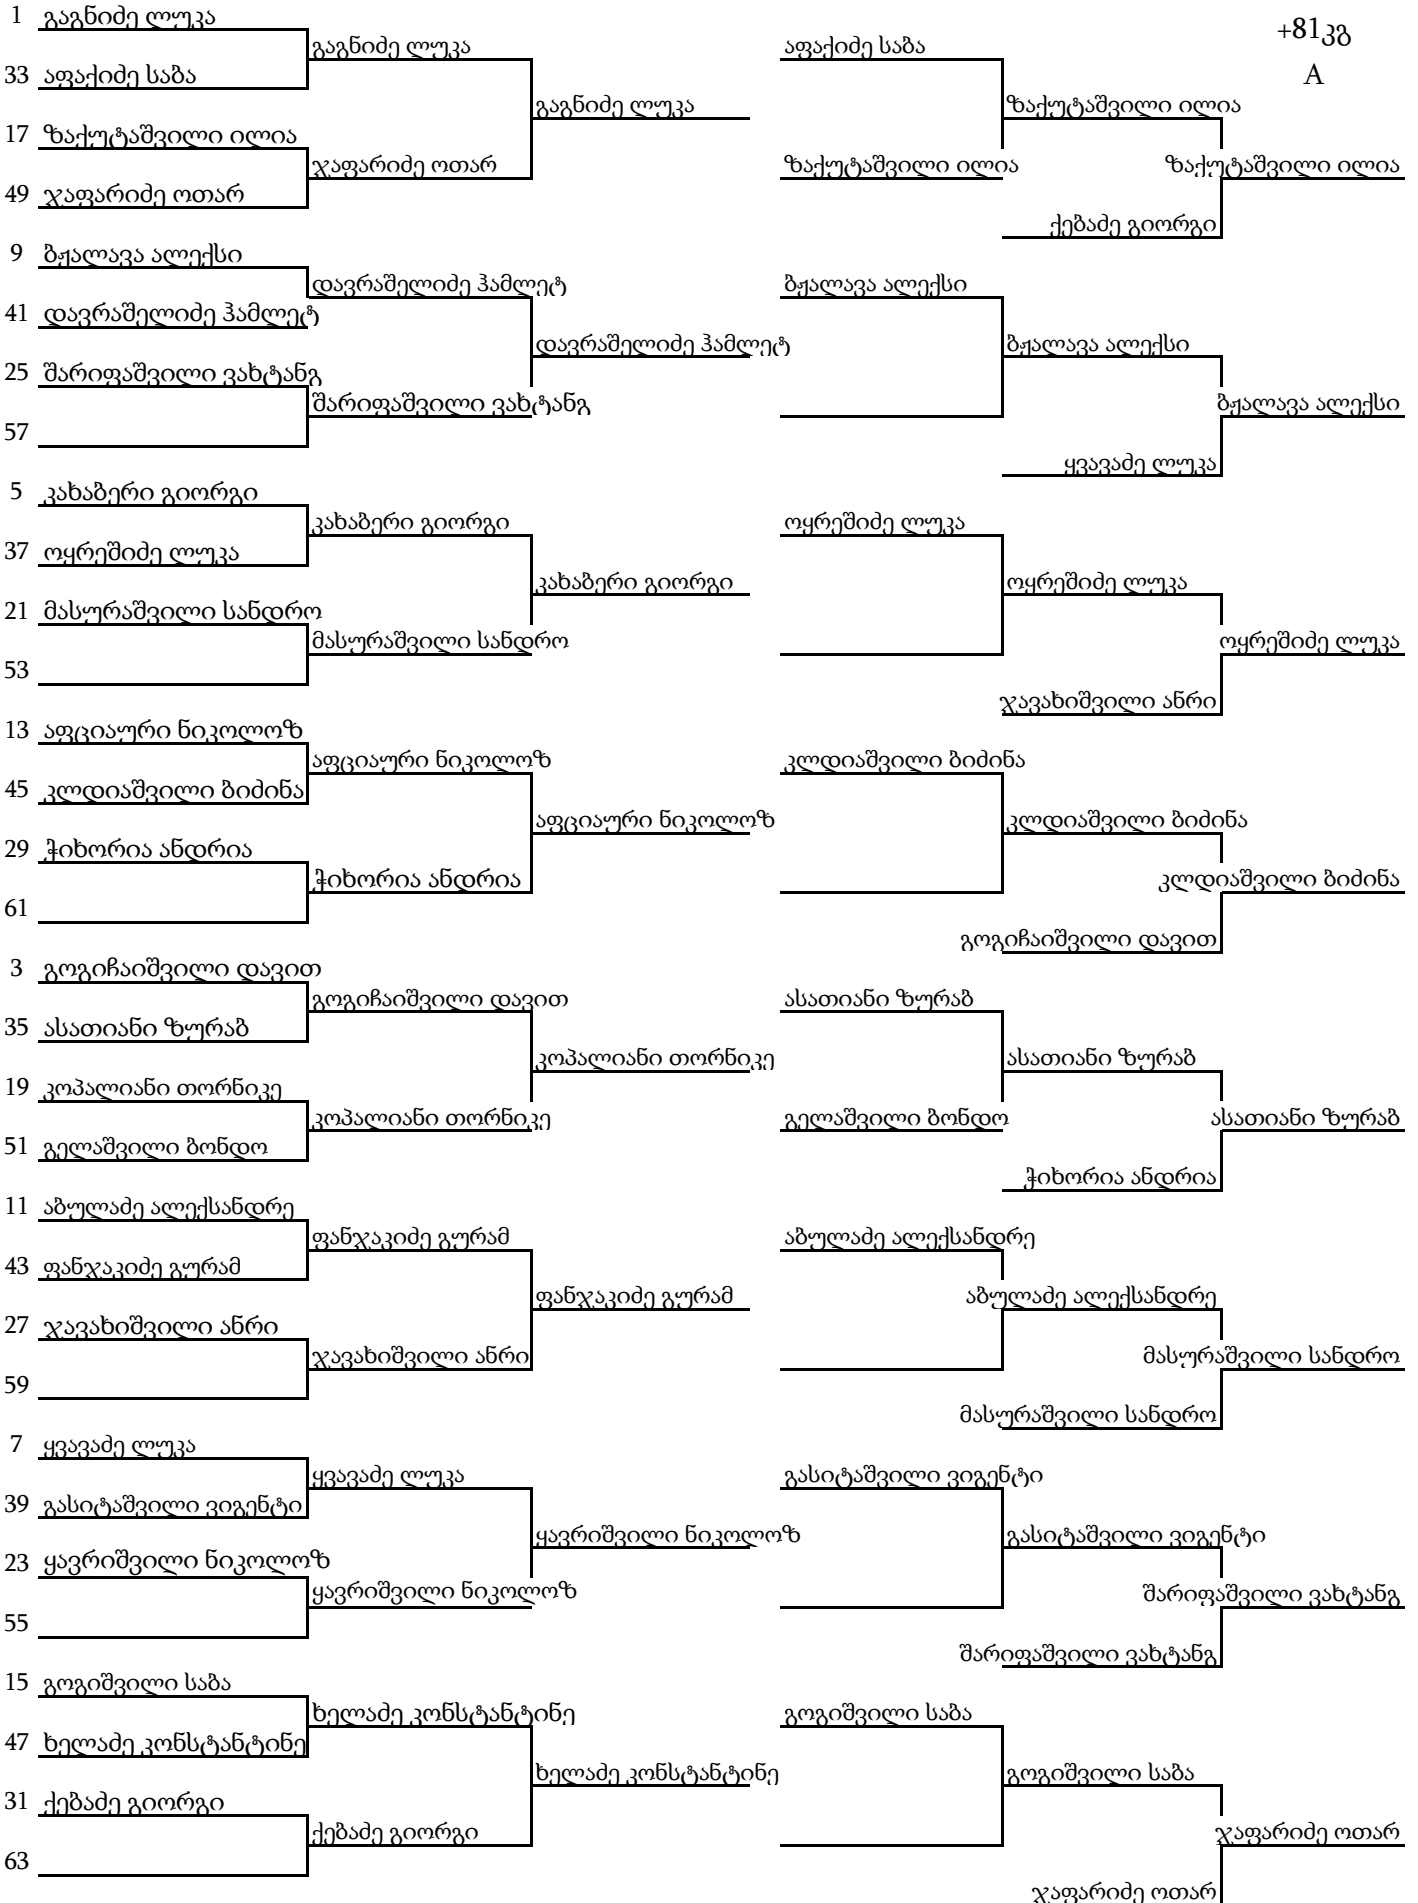 1 გაგნიძე ლუკა
გაგნიძე ლუკა
აფაქიძე საბა
+81კგ
33 აფაქიძე საბა
A
გაგნიძე ლუკა
ზაქუტაშვილი ილია
17 ზაქუტაშვილი ილია
ჯაფარიძე ოთარ
ზაქუტაშვილი ილია
ზაქუტაშვილი ილია
49 ჯაფარიძე ოთარ
ქებაძე გიორგი
9 ბჟალავა ალექსი
დავრაშელიძე ჰამლეტ
ბჟალავა ალექსი
41 დავრაშელიძე ჰამლეტ
დავრაშელიძე ჰამლეტ
ბჟალავა ალექსი
25 შარიფაშვილი ვახტანგ
შარიფაშვილი ვახტანგ
ბჟალავა ალექსი
57
ყვავაძე ლუკა
5 კახაბერი გიორგი
კახაბერი გიორგი
ოყრეშიძე ლუკა
37 ოყრეშიძე ლუკა
კახაბერი გიორგი
ოყრეშიძე ლუკა
21 მასურაშვილი სანდრო
მასურაშვილი სანდრო
ოყრეშიძე ლუკა
53
ჯავახიშვილი ანრი
13 აფციაური ნიკოლოზ
აფციაური ნიკოლოზ
კლდიაშვილი ბიძინა
45 კლდიაშვილი ბიძინა
აფციაური ნიკოლოზ
კლდიაშვილი ბიძინა
29 ჭიხორია ანდრია
ჭიხორია ანდრია
კლდიაშვილი ბიძინა
61
გოგიჩაიშვილი დავით
3 გოგიჩაიშვილი დავით
გოგიჩაიშვილი დავით
ასათიანი ზურაბ
35 ასათიანი ზურაბ
კოპალიანი თორნიკე
ასათიანი ზურაბ
19 კოპალიანი თორნიკე
კოპალიანი თორნიკე
გელაშვილი ბონდო
ასათიანი ზურაბ
51 გელაშვილი ბონდო
ჭიხორია ანდრია
11 აბულაძე ალექსანდრე
ფანჯაკიძე გურამ
აბულაძე ალექსანდრე
43 ფანჯაკიძე გურამ
ფანჯაკიძე გურამ
აბულაძე ალექსანდრე
27 ჯავახიშვილი ანრი
ჯავახიშვილი ანრი
მასურაშვილი სანდრო
59
მასურაშვილი სანდრო
7 ყვავაძე ლუკა
ყვავაძე ლუკა
გასიტაშვილი ვიგენტი
39 გასიტაშვილი ვიგენტი
ყავრიშვილი ნიკოლოზ
გასიტაშვილი ვიგენტი
23 ყავრიშვილი ნიკოლოზ
ყავრიშვილი ნიკოლოზ
შარიფაშვილი ვახტანგ
55
შარიფაშვილი ვახტანგ
15 გოგიშვილი საბა
ხელაძე კონსტანტინე
გოგიშვილი საბა
47 ხელაძე კონსტანტინე
ხელაძე კონსტანტინე
გოგიშვილი საბა
31 ქებაძე გიორგი
ქებაძე გიორგი
ჯაფარიძე ოთარ
63
ჯაფარიძე ოთარ